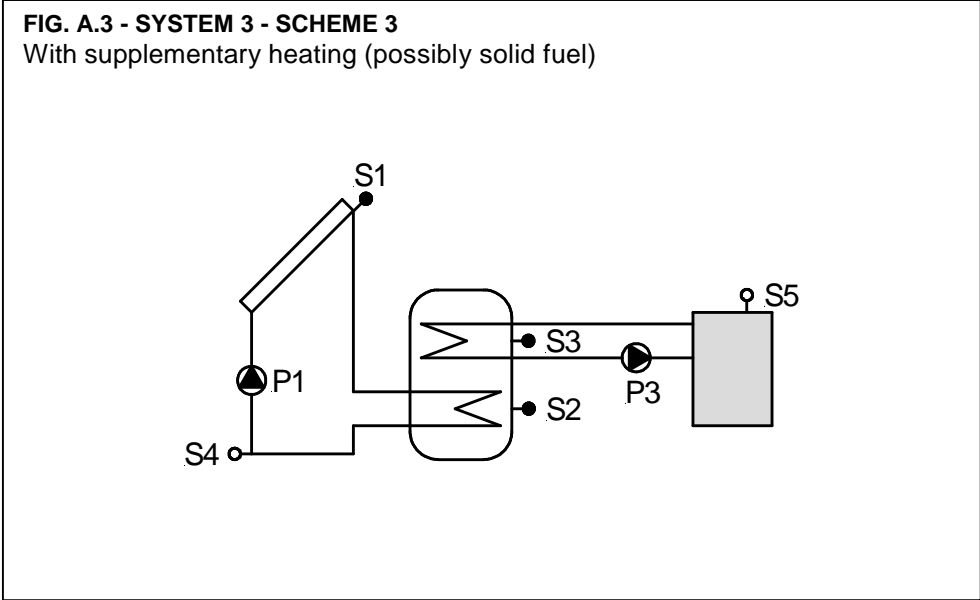 FIG. A.3 - SYSTEM 3 - SCHEME 3
With supplementary heating (possibly solid fuel)
S1
S5
S3
P1
P3
S2
S4